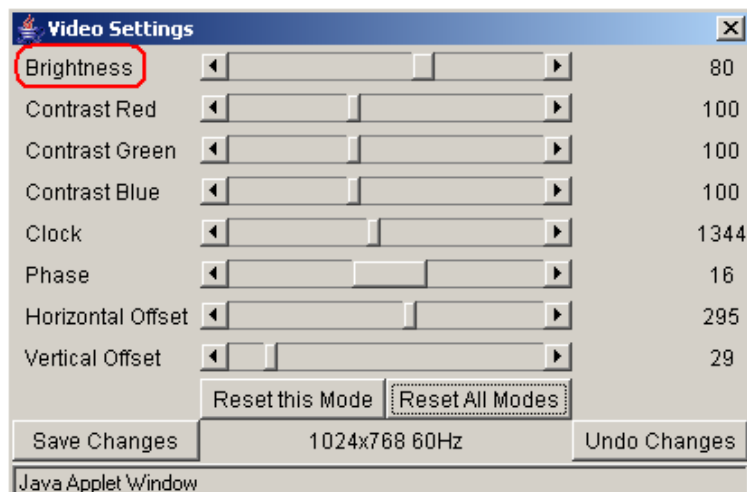 Video Settings
Brightness 80
Contrast Red 100
Contrast Green 100
Contrast Blue 100
Clock 1344
Phase 16
Horizontal Offset 295
Vertical Offset 29
Reset this Mode Reset All Modes
Save Changes 1024x768 60Hz Undo Changes
Java Applet Window